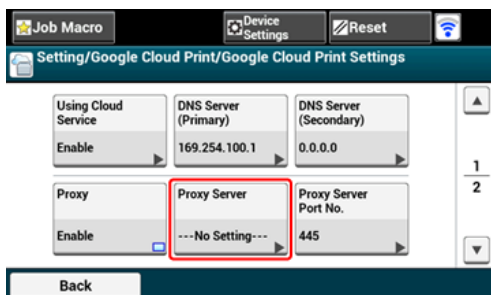 Job Macro
Device
Settings
Reset
Setting/Google Cloud Print/Google Cloud Print Settings
Using Cloud
Service
Enable
DNS Server
(Primary)
169.254.100.1
DNS Server
(Secondary)
0.0.0.0
1
2
Proxy
Enable
Proxy Server
---No Setting---
Proxy Server
Port No.
445
Back